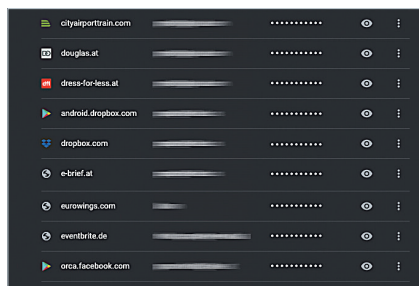 cityairporttrain.com •••••••••••
douglas.at •••••••••••
dress-for-less.at •••••••••••
android.dropbox.com •••••••••••
dropbox.com •••••••••••
e-brief.at •••••••••••
eurowings.com •••••••••••
eventbrite.de •••••••••••
orca.facebook.com •••••••••••